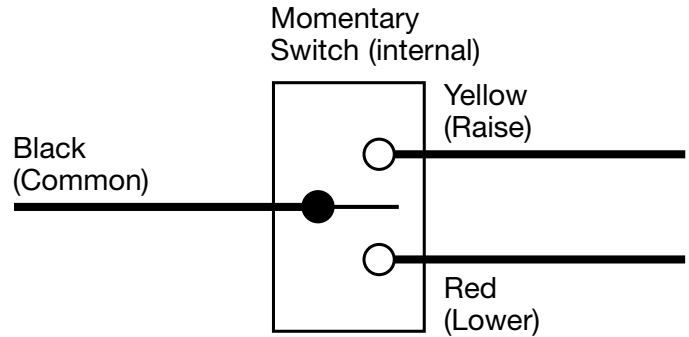 Momentary
Switch (internal)
Yellow
(Raise)
Black
(Common)
Red
(Lower)